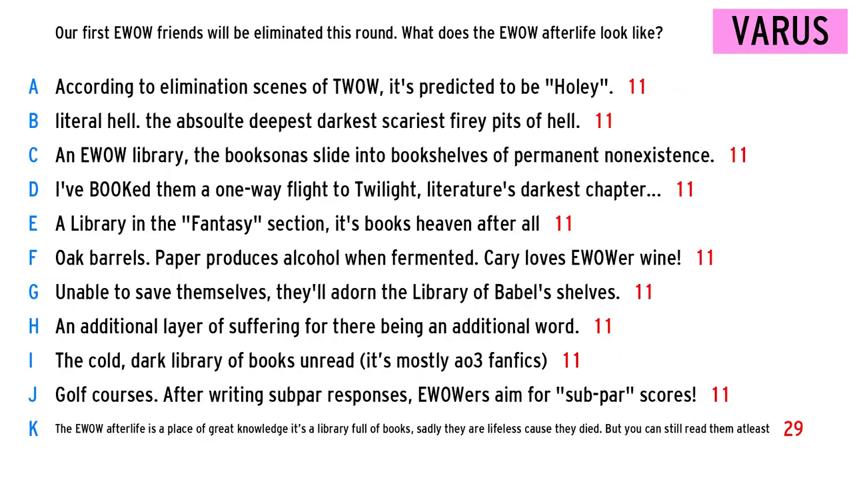 Our first EWOW friends will be eliminated this round. What does the EWOW afterlife look like?
VARUS
A According to elimination scenes of TWOW, it's predicted to be "Holey". 11
B literal hell. the absoulte deepest darkest scariest firey pits of hell. 11
C An EWOW library, the booksonas slide into bookshelves of permanent nonexistence. 11
D I've BOOKed them a one-way flight to Twilight, literature's darkest chapter... 11
E A Library in the "Fantasy" section, it's books heaven after all 11
F Oak barrels. Paper produces alcohol when fermented. Cary loves EWOWer wine! 11
G Unable to save themselves, they'll adorn the Library of Babel's shelves. 11
H An additional layer of suffering for there being an additional word. 11
I The cold, dark library of books unread (it’s mostly ao3 fanfics) 11
J Golf courses. After writing subpar responses, EWOWers aim for "sub-par" scores! 11
K The EWOW afterlife is a place of great knowledge it’s a library full of books, sadly they are lifeless cause they died. But you can still read them atleast 29